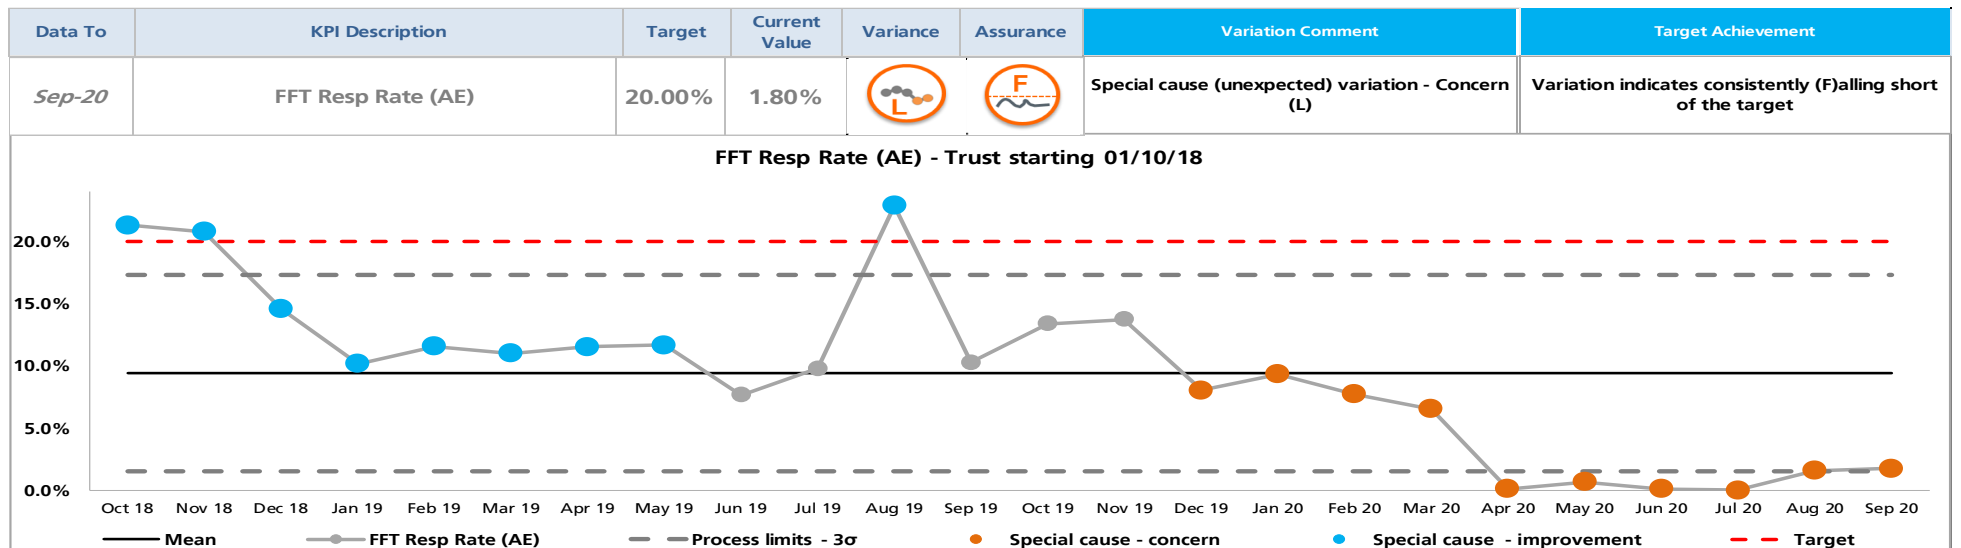 Data To KPI Description Target Current Value Variance Assurance Variation Comment Target Achievement
Sep-20 FFT Resp Rate (AE) 20.00% 1.80% L F Special cause (unexpected) variation - Concern (L) Variation indicates consistently (F)alling short of the target
FFT Resp Rate (AE) - Trust starting 01/10/18
20.0%
15.0%
10.0%
5.0%
0.0%
Oct 18 Nov 18 Dec 18 Jan 19 Feb 19 Mar 19 Apr 19 May 19 Jun 19 Jul 19 Aug 19 Sep 19 Oct 19 Nov 19 Dec 19 Jan 20 Feb 20 Mar 20 Apr 20 May 20 Jun 20 Jul 20 Aug 20 Sep 20
Mean FFT Resp Rate (AE) Process limits - 3σ Special cause - concern Special cause - improvement Target